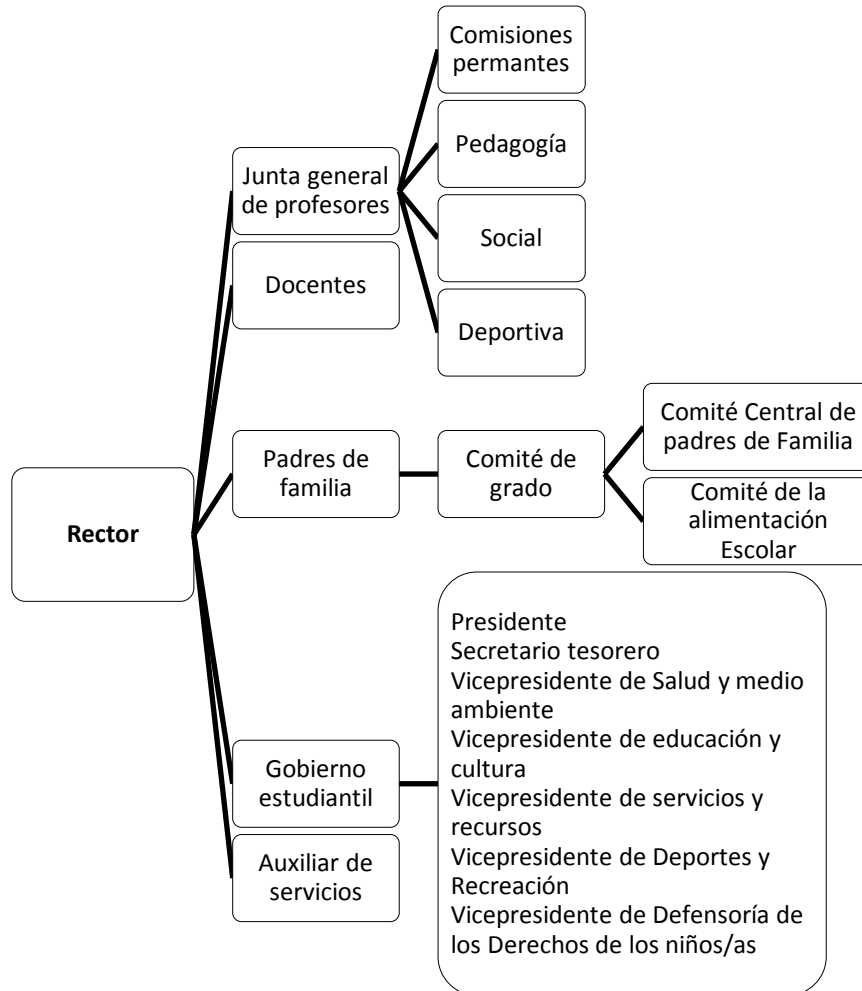 Comisiones
permantes
Pedagogía
Junta general
de profesores
Social
Docentes
Deportiva
Comité Central de
padres de Familia
Padres de
familia
Comité de
grado
Comité de la
alimentación
Escolar
Rector
Presidente
Secretario tesorero
Vicepresidente de Salud y medio
ambiente
Vicepresidente de educación y
cultura
Vicepresidente de servicios y
recursos
Vicepresidente de Deportes y
Recreación
Vicepresidente de Defensoría de
los Derechos de los niños/as
Gobierno
estudiantil
Auxiliar de
servicios